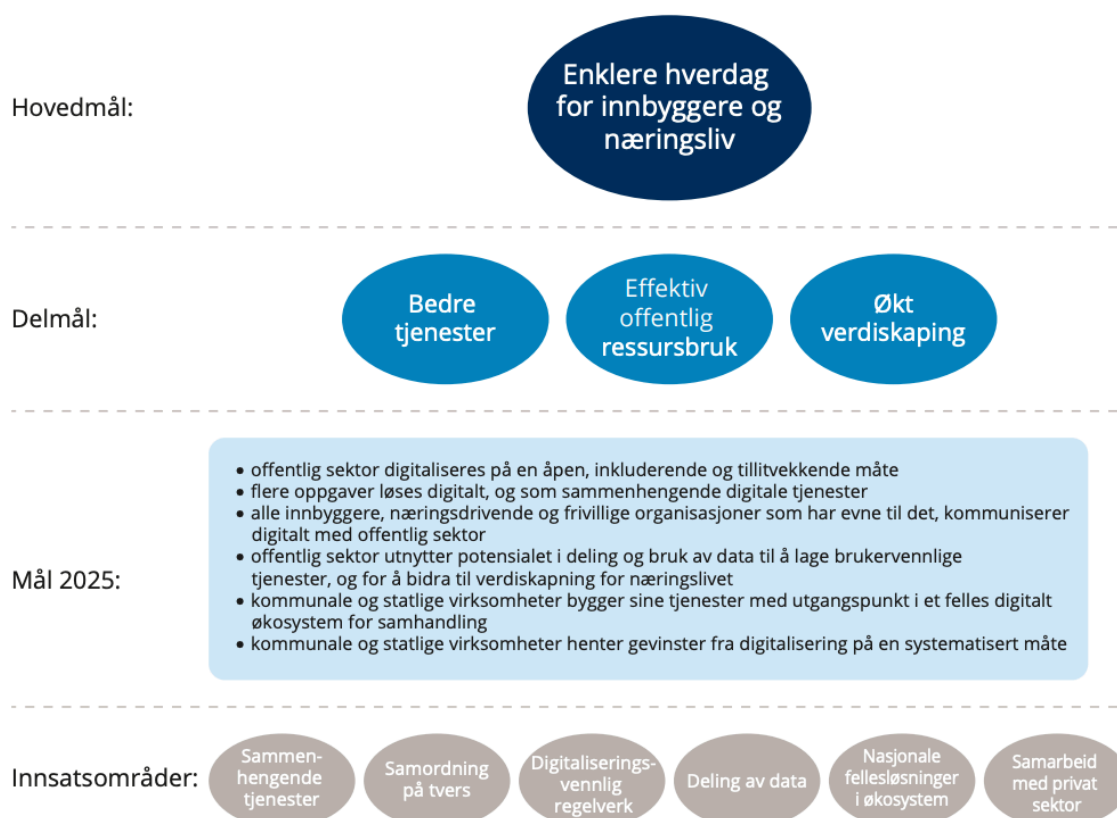 Hovedmål:
Enklere hverdag
for innbyggere og
næringsliv
Delmål:
Bedre
tjenester
Effektiv
offentlig
ressursbruk
Økt
verdiskaping
Mål 2025:
• offentlig sektor digitaliseres på en åpen, inkluderende og tillitvekkende måte
• flere oppgaver løses digitalt, og som sammenhengende digitale tjenester
• alle innbyggere, næringsdrivende og frivillige organisasjoner som har evne til det, kommuniserer
digitalt med offentlig sektor
• offentlig sektor utnytter potensialet i deling og bruk av data til å lage brukervennlige
tjenester, og for å bidra til verdiskapning for næringslivet
• kommunale og statlige virksomheter bygger sine tjenester med utgangspunkt i et felles digitalt
økosystem for samhandling
• kommunale og statlige virksomheter henter gevinster fra digitalisering på en systematisert måte
Innsatsområder:
Sammen-
hengende
tjenester
Samordning
på tvers
Digitaliserings-
vennlig
regelverk
Deling av data
Nasjonale
fellesløsninger
i økosystem
Samarbeid
med privat
sektor